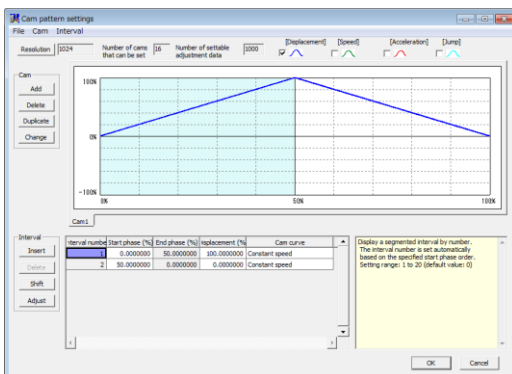 Cam pattern settings
File Cam Interval
Resolution 1024 Number of cams that can be set 16 Number of settable adjustment data 1000 [Displacement] [Speed] [Acceleration] [Jump]
Cam
Add
Delete
Duplicate
Change
100%
0%
-100%
0% 50% 100%
Cam1
Interval
Insert
Delete
Shift
Adjust
nterval numbe Start phase (%) End phase (%) isplacement (% Cam curve
1 0.0000000 50.0000000 100.0000000 Constant speed
2 50.0000000 0.0000000 0.0000000 Constant speed
Display a segmented interval by number.
The interval number is set automatically
based on the specified start phase order.
Setting range: 1 to 20 (default value: 0)
OK Cancel